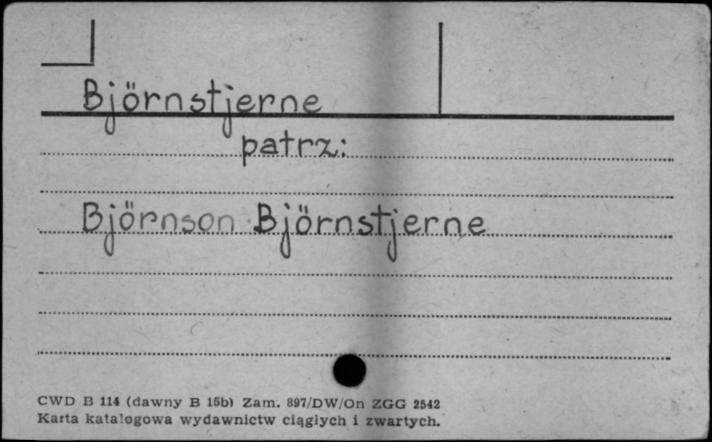 Björnstjerne
patrz:
Björnson Björnstjerne
CWD B 114 (dawny B 15b) Zam. 897/DW/On ZGG 2542
Karta katalogowa wydawnictw ciągłych i zwartych.